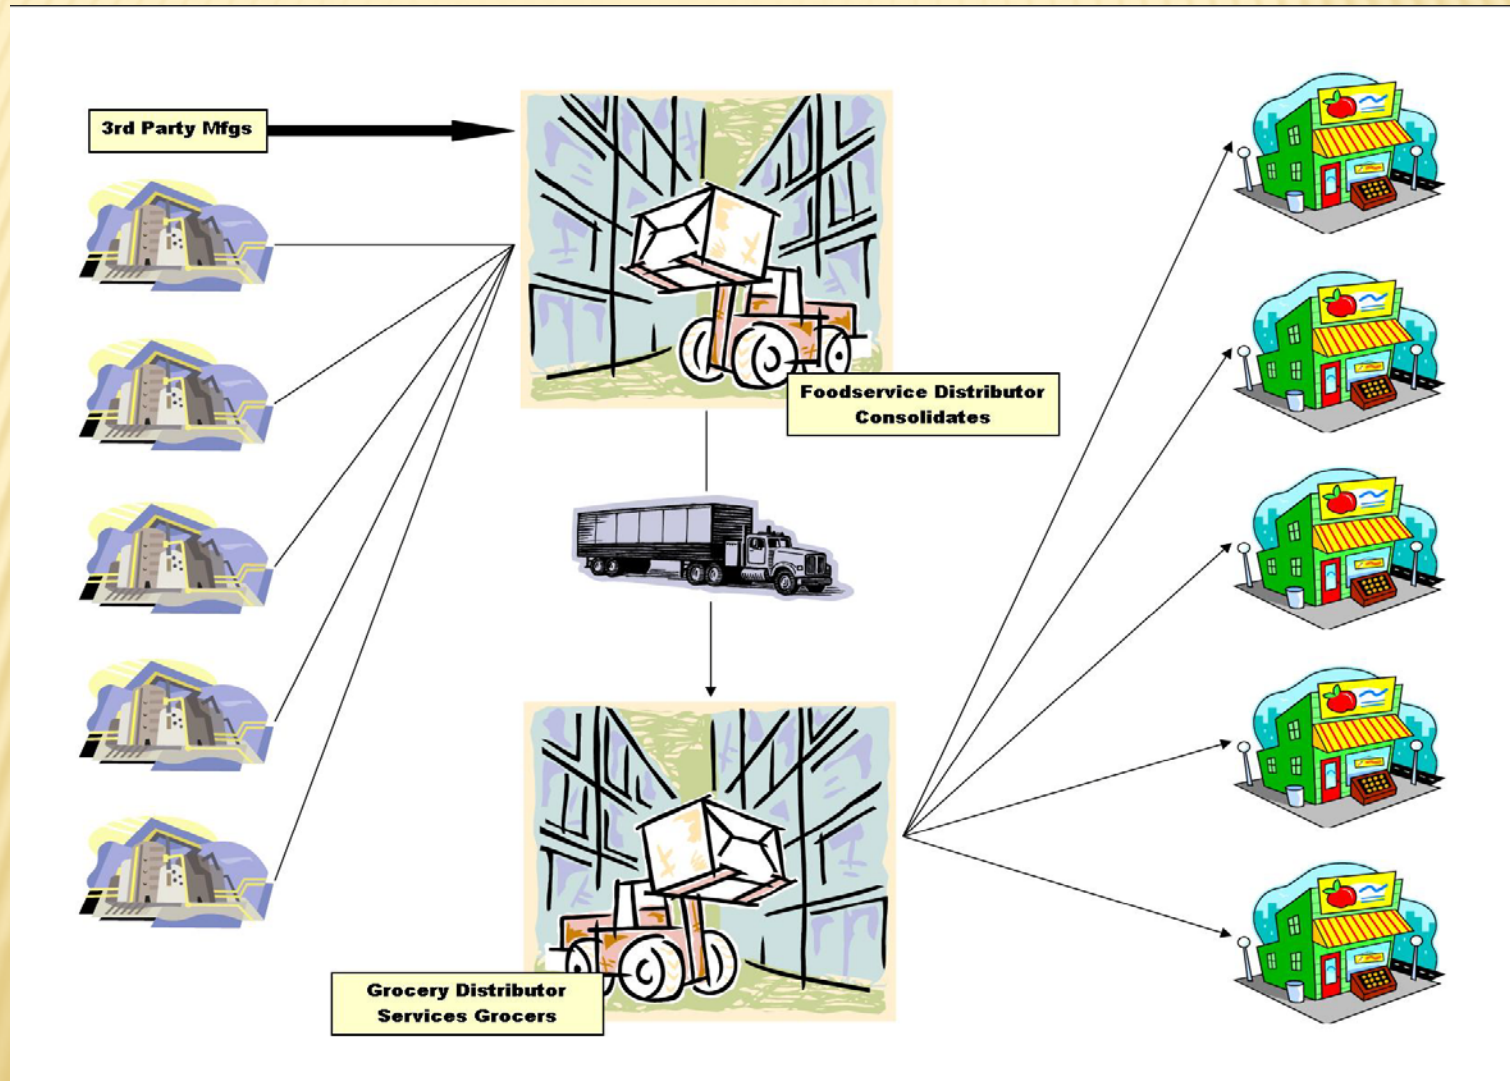 3rd Party Mfgs
Foodservice Distributor
Consolidates
Grocery Distributor
Services Grocers